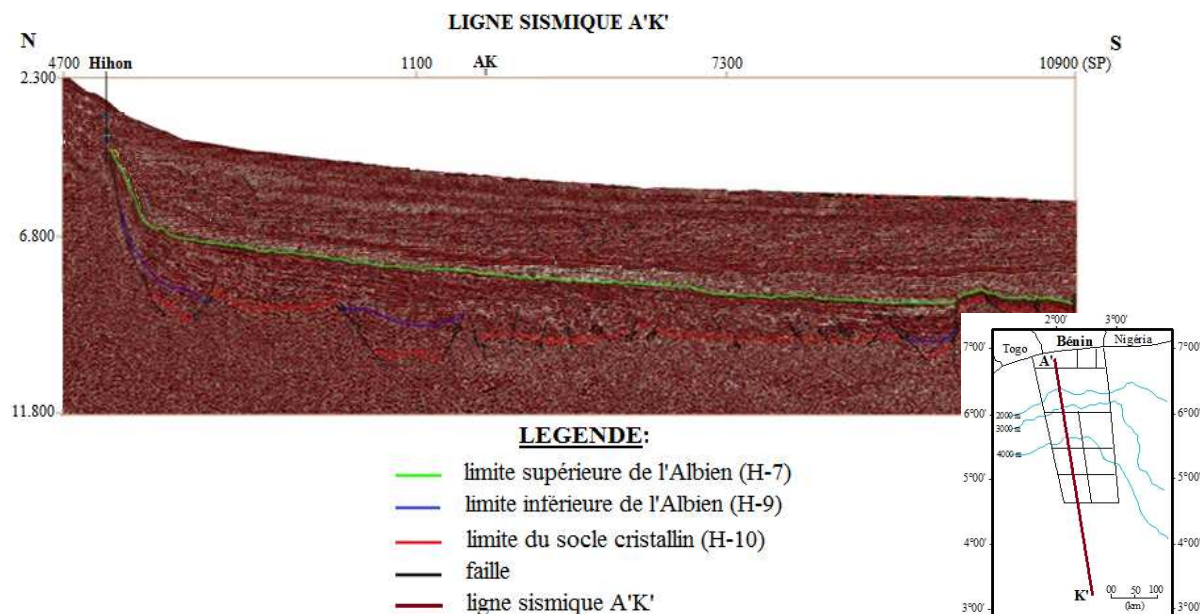 LIGNE SISMIQUE A'K'
N
S
4700 Hihon 1100 AK 7300 10900 (SP)
2.300
6.800
11.800
LEGENDE:
limite supérieure de l'Albien (H-7)
limite inférieure de l'Albien (H-9)
limite du socle cristallin (H-10)
faille
ligne sismique A'K'
2°00' 3°00'
7°00' Togo Bénin Nigéria 7°00'
A'
6°00' 6°00'
2000 m
3000 m
4000 m
5°00' 5°00'
4°00' 4°00'
K' 00 50 100
(km)
3°00' 3°00'